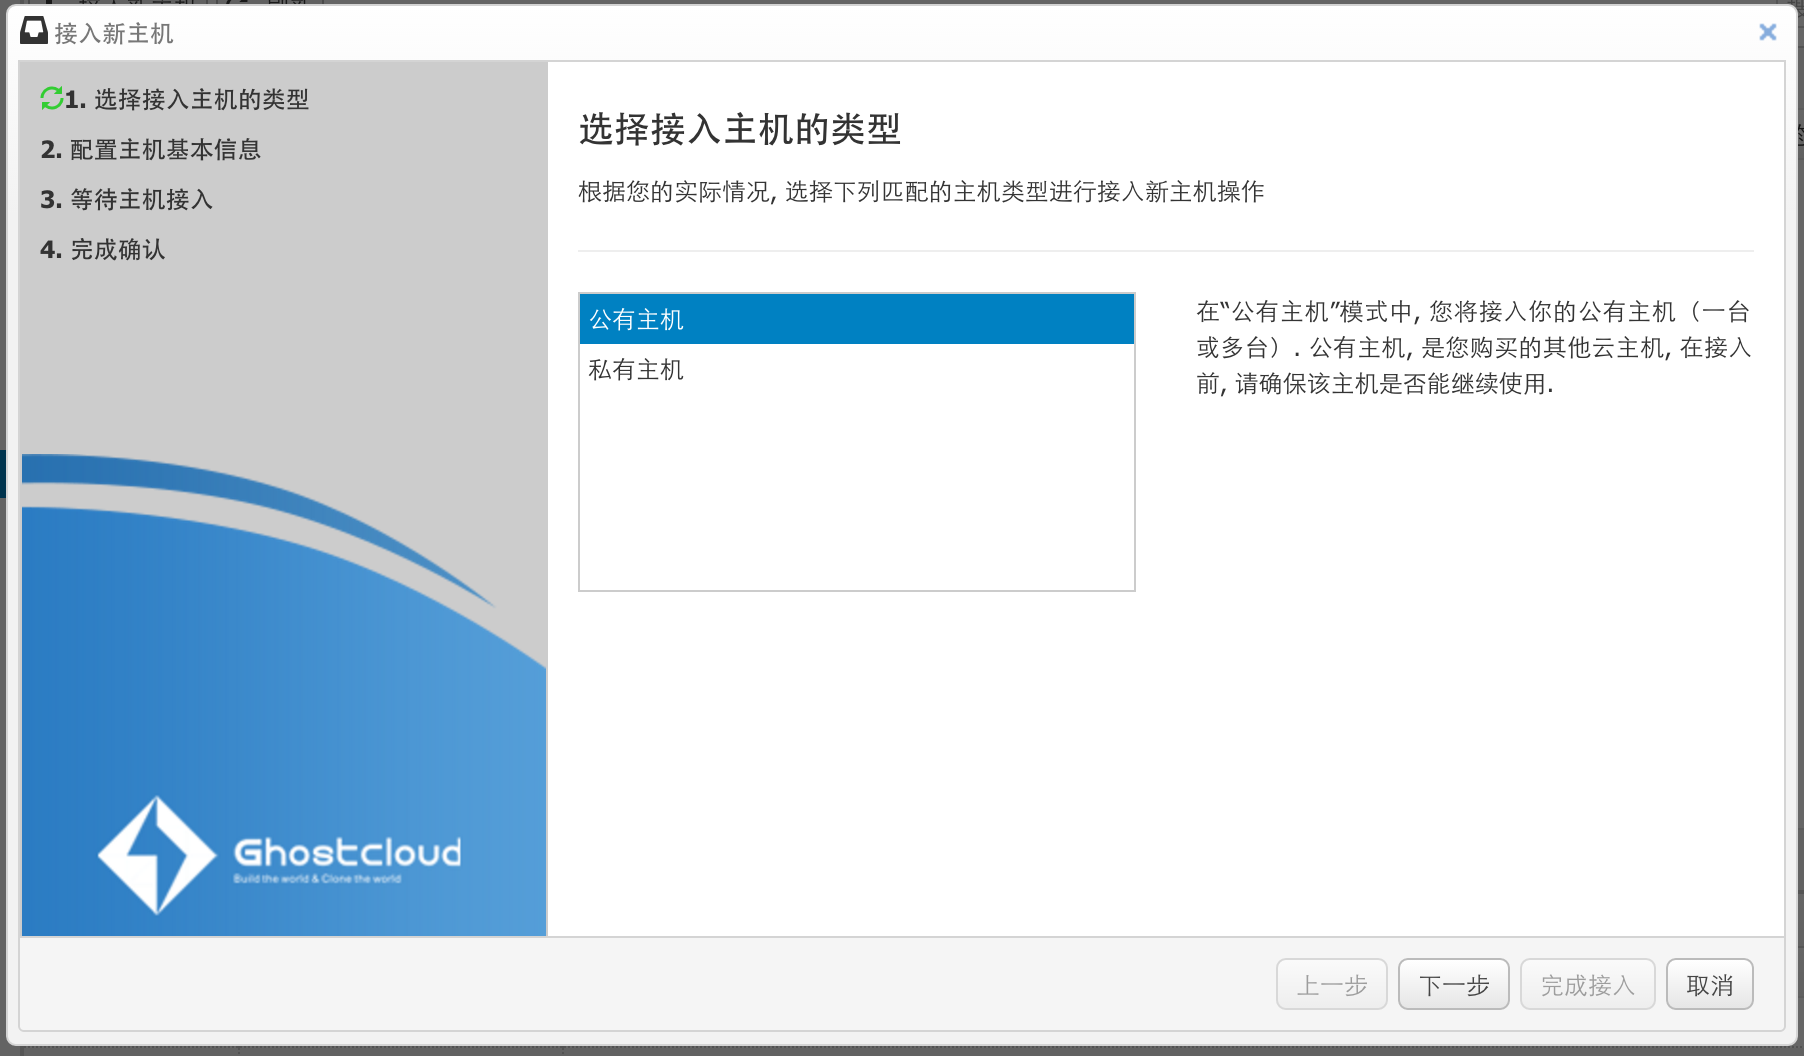 接入新主机
1. 选择接入主机的类型
2. 配置主机基本信息
3. 等待主机接入
4. 完成确认
Ghostcloud
Build the world & Clone the world
选择接入主机的类型
根据您的实际情况, 选择下列匹配的主机类型进行接入新主机操作
公有主机
私有主机
在“公有主机”模式中, 您将接入你的公有主机（一台
或多台）. 公有主机, 是您购买的其他云主机, 在接入
前, 请确保该主机是否能继续使用.
上一步
下一步
完成接入
取消